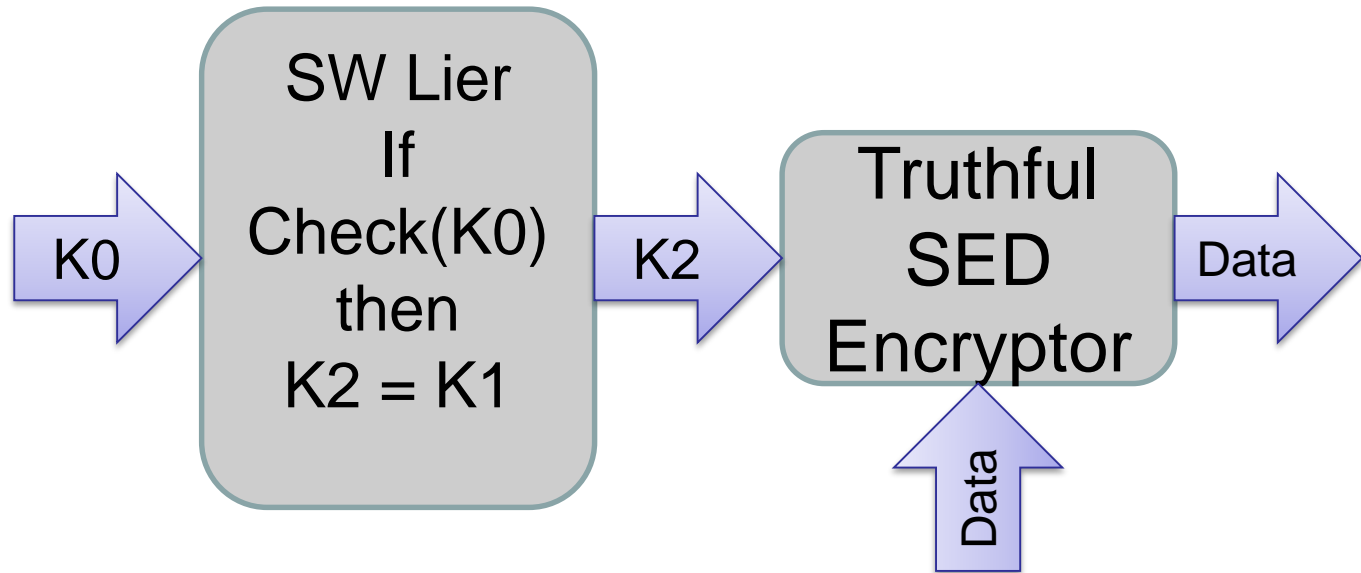 K0
SW Lier
If
Check(K0)
then
K2 = K1
K2
Truthful
SED
Encryptor
Data
Data